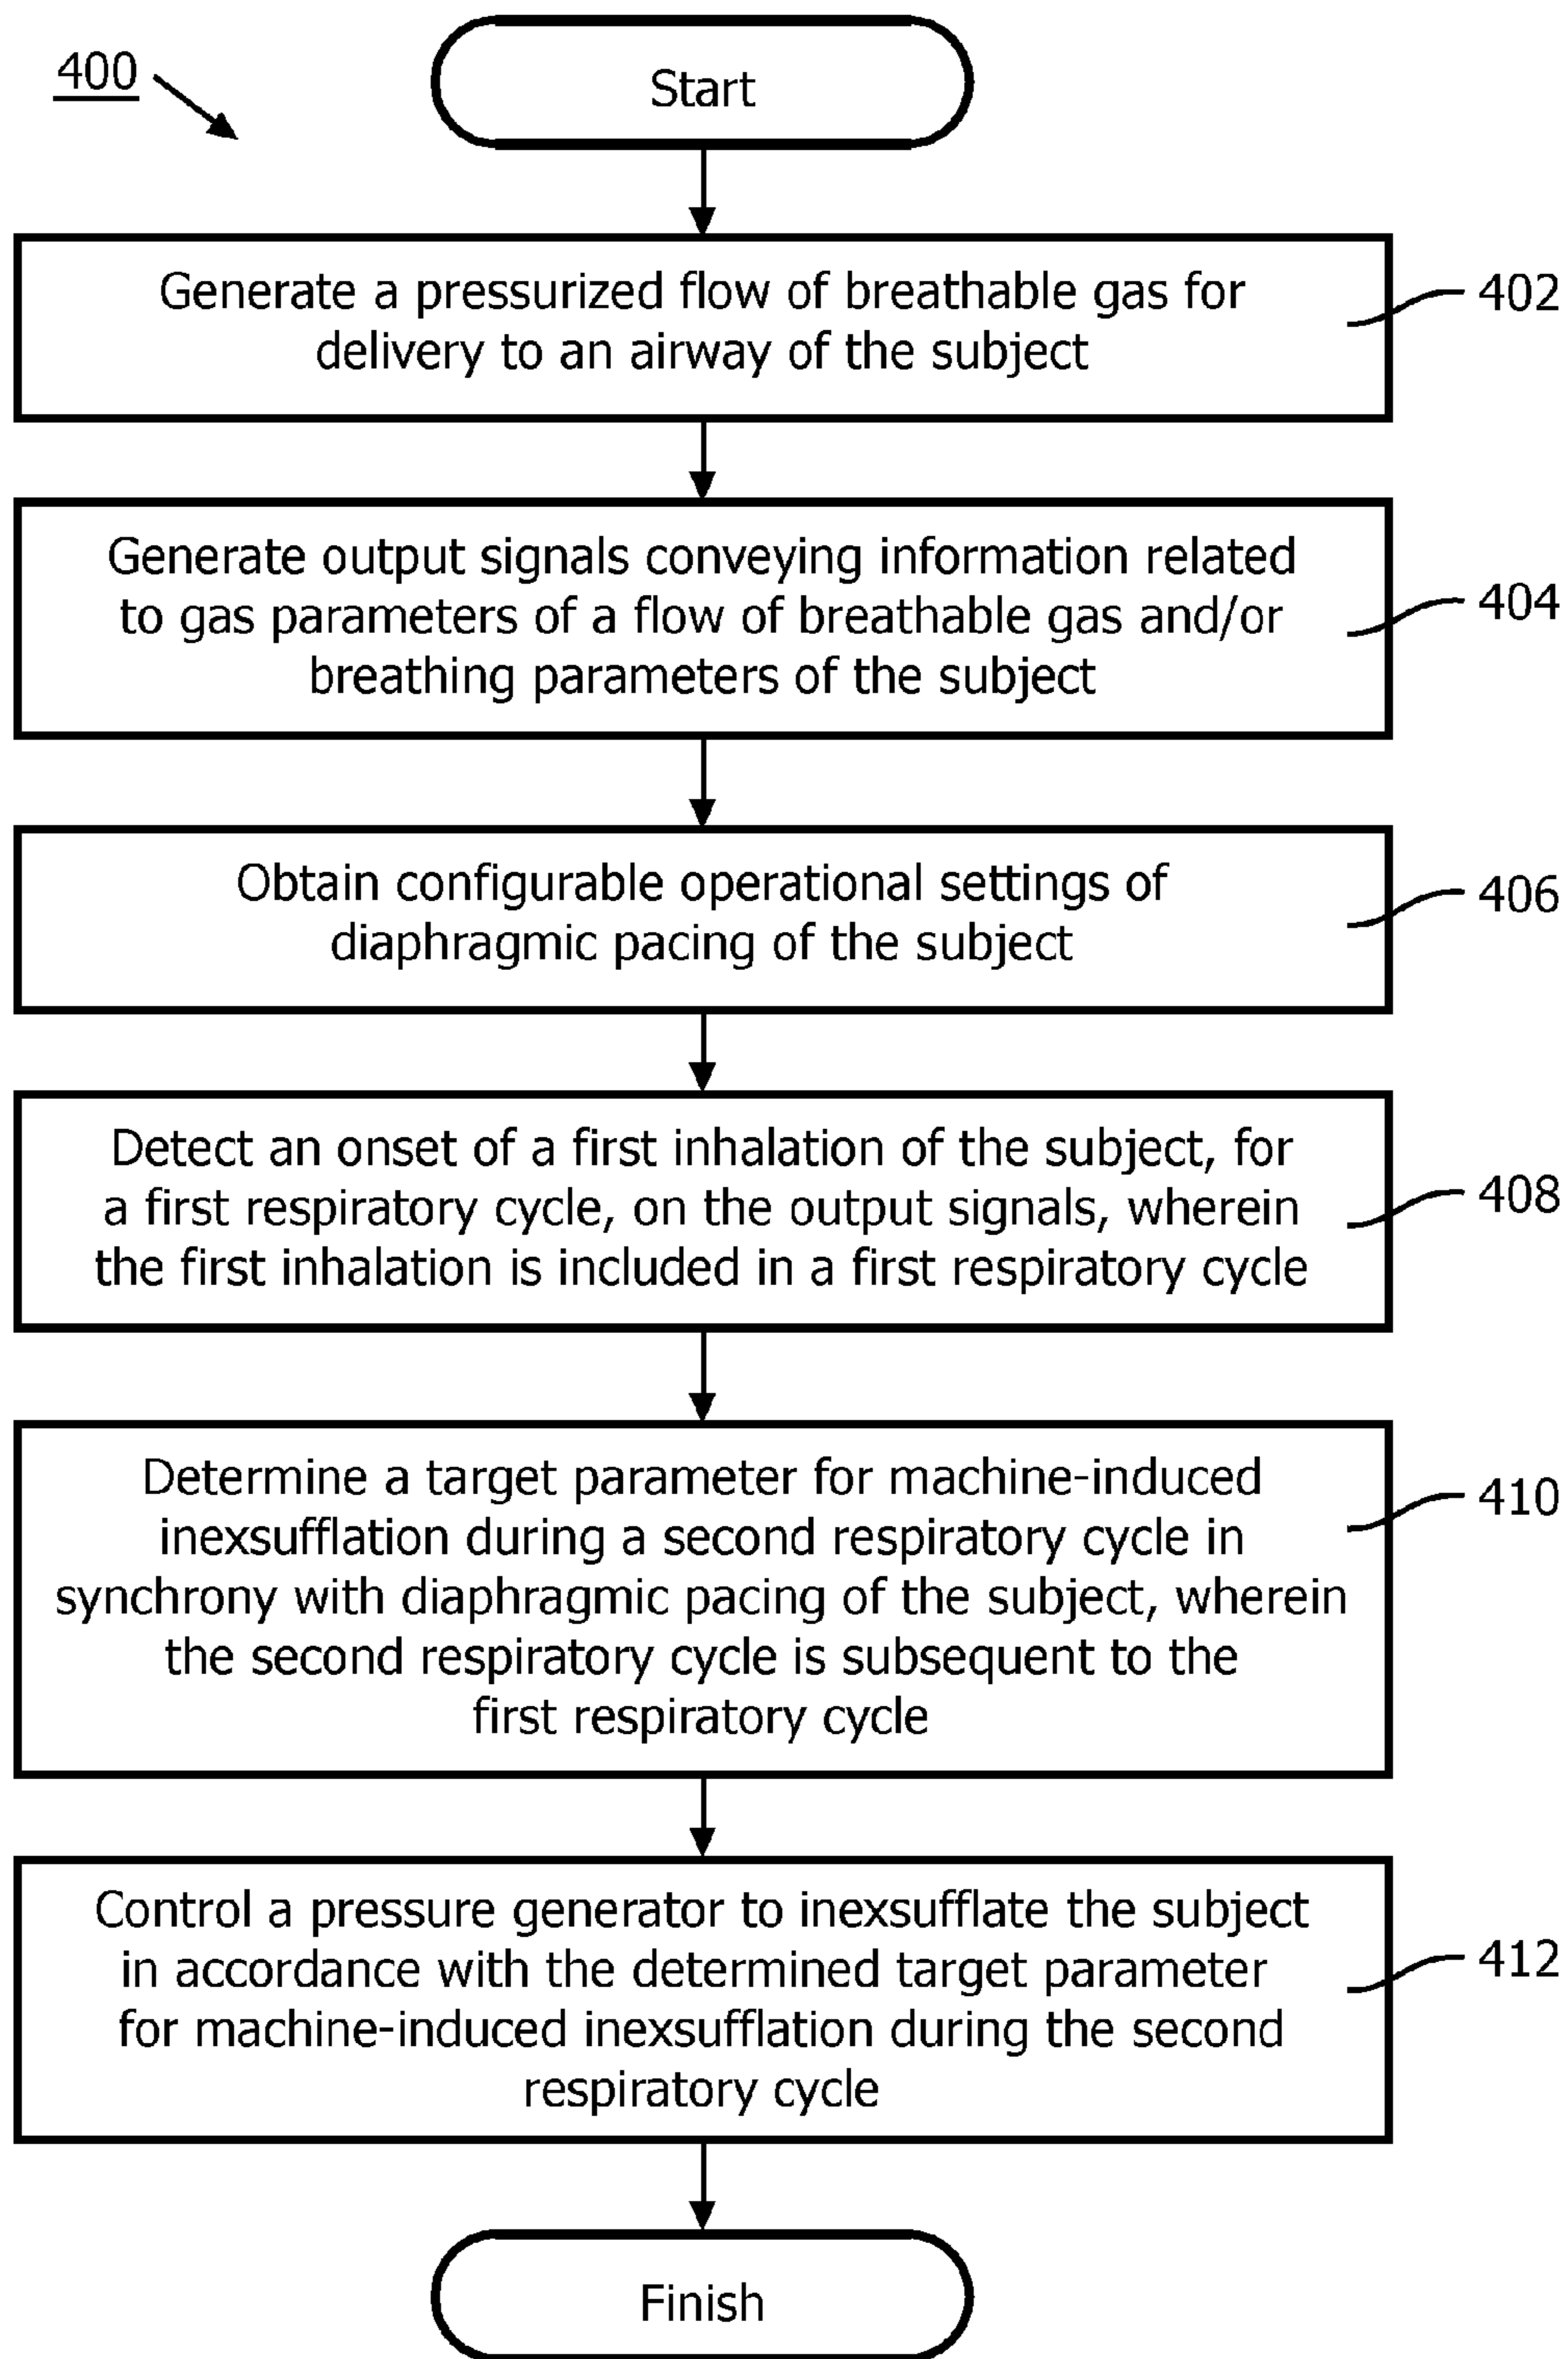 400
Start
Generate a pressurized flow of breathable gas for
delivery to an airway of the subject
402
Generate output signals conveying information related
to gas parameters of a flow of breathable gas and/or
breathing parameters of the subject
404
Obtain configurable operational settings of
diaphragmic pacing of the subject
406
Detect an onset of a first inhalation of the subject, for
a first respiratory cycle, on the output signals, wherein
the first inhalation is included in a first respiratory cycle
408
Determine a target parameter for machine-induced
inexsufflation during a second respiratory cycle in
synchrony with diaphragmic pacing of the subject, wherein
the second respiratory cycle is subsequent to the
first respiratory cycle
410
Control a pressure generator to inexsufflate the subject
in accordance with the determined target parameter
for machine-induced inexsufflation during the second
respiratory cycle
412
Finish